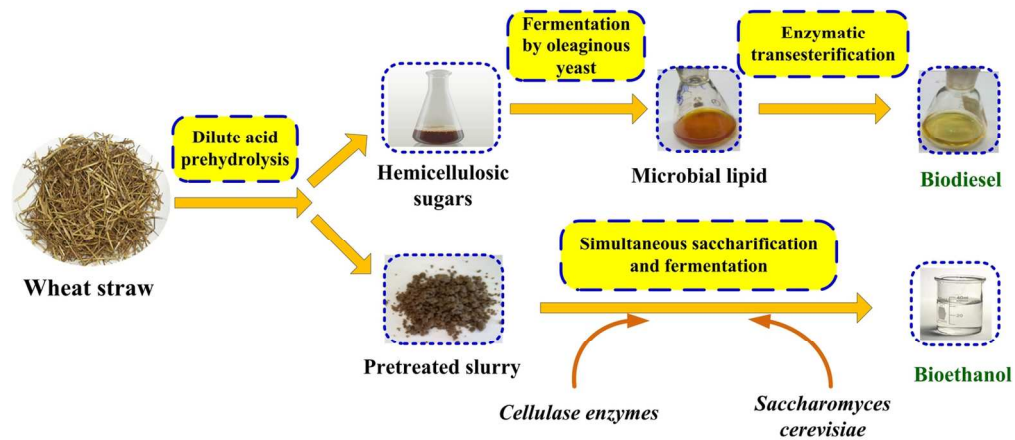 Wheat straw
Dilute acid
prehydrolysis
Hemicellulosic
sugars
Fermentation
by oleaginous
yeast
Microbial lipid
Enzymatic
transesterification
Biodiesel
Pretreated slurry
Simultaneous saccharification
and fermentation
Cellulase enzymes
Saccharomyces
cerevisiae
Bioethanol